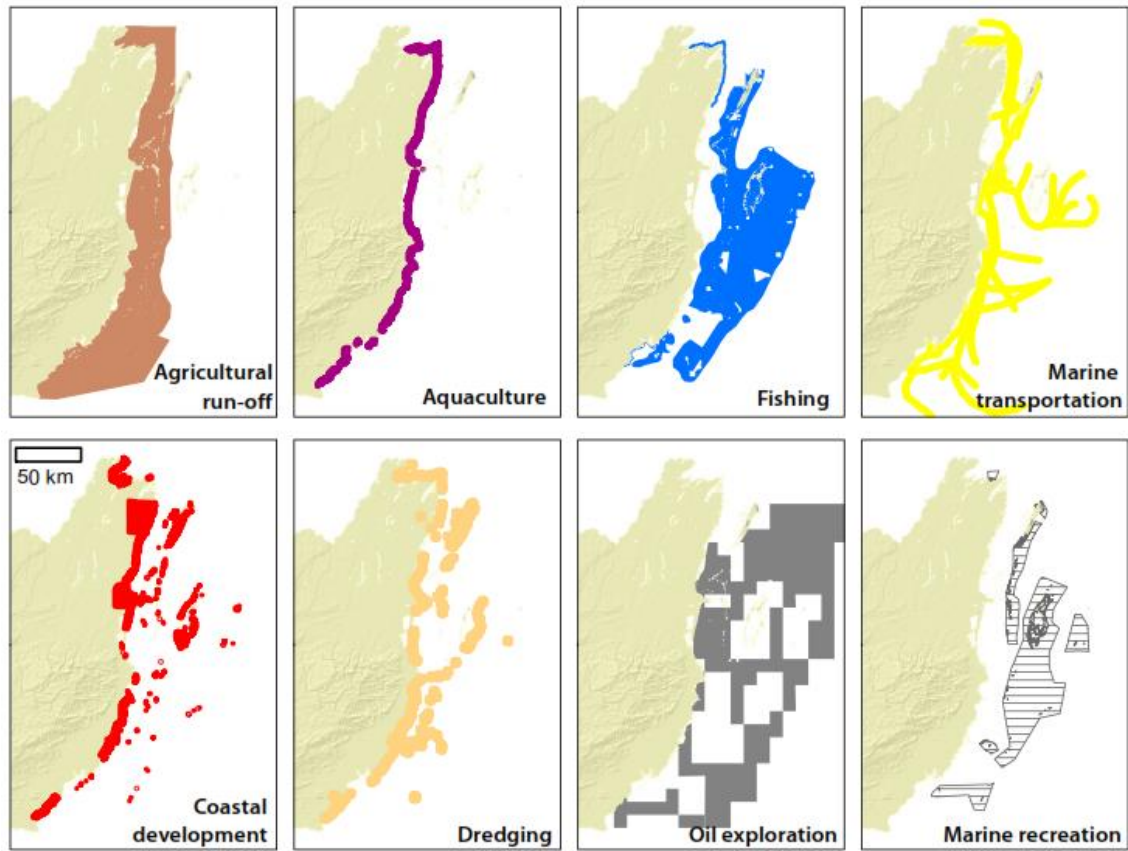 Agricultural
run-off
Aquaculture
Fishing
Marine
transportation
50 km
Coastal
development
Dredging
Oil exploration
Marine recreation